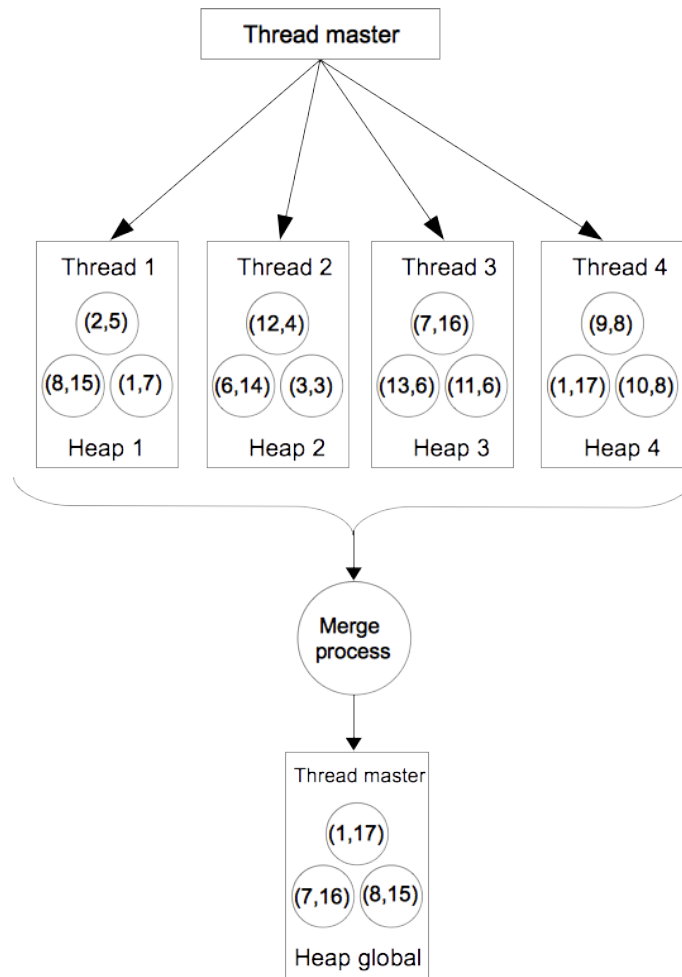 Thread master
Thread 1 Thread 2 Thread 3 Thread 4
(2,5) (12,4) (7,16) (9,8)
(8,15) (1,7) (6,14) (3,3) (13,6) (11,6) (1,17) (10,8)
Heap 1 Heap 2 Heap 3 Heap 4
Merge
process
Thread master
(1,17)
(7,16) (8,15)
Heap global